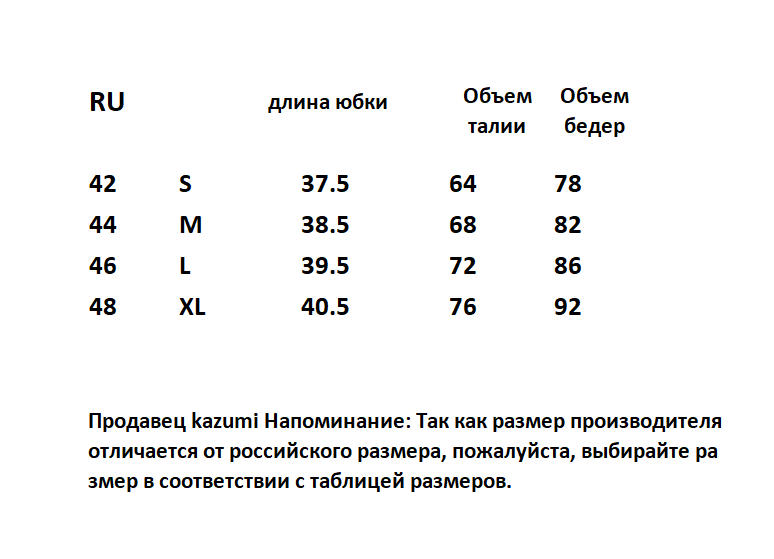 RU длина юбки Объем талии Объем бедер
42 S 37.5 64 78
44 M 38.5 68 82
46 L 39.5 72 86
48 XL 40.5 76 92
Продавец kazumi Напоминание: Так как размер производителя
отличается от российского размера, пожалуйста, выбирайте ра
змер в соответствии с таблицей размеров.